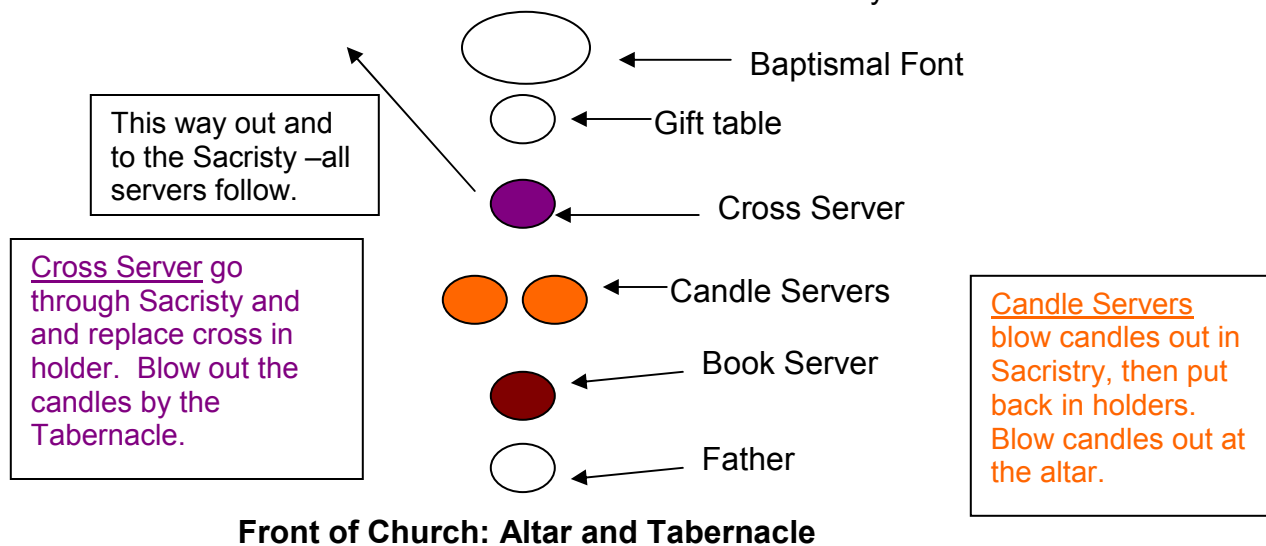 Baptismal Font
This way out and
to the Sacristy –all
servers follow.
Gift table
Cross Server
Cross Server go
through Sacristy and
and replace cross in
holder.  Blow out the
candles by the
Tabernacle.
Candle Servers
Candle Servers
blow candles out in
Sacristry, then put
back in holders.
Blow candles out at
the altar.
Book Server
Father
Front of Church: Altar and Tabernacle